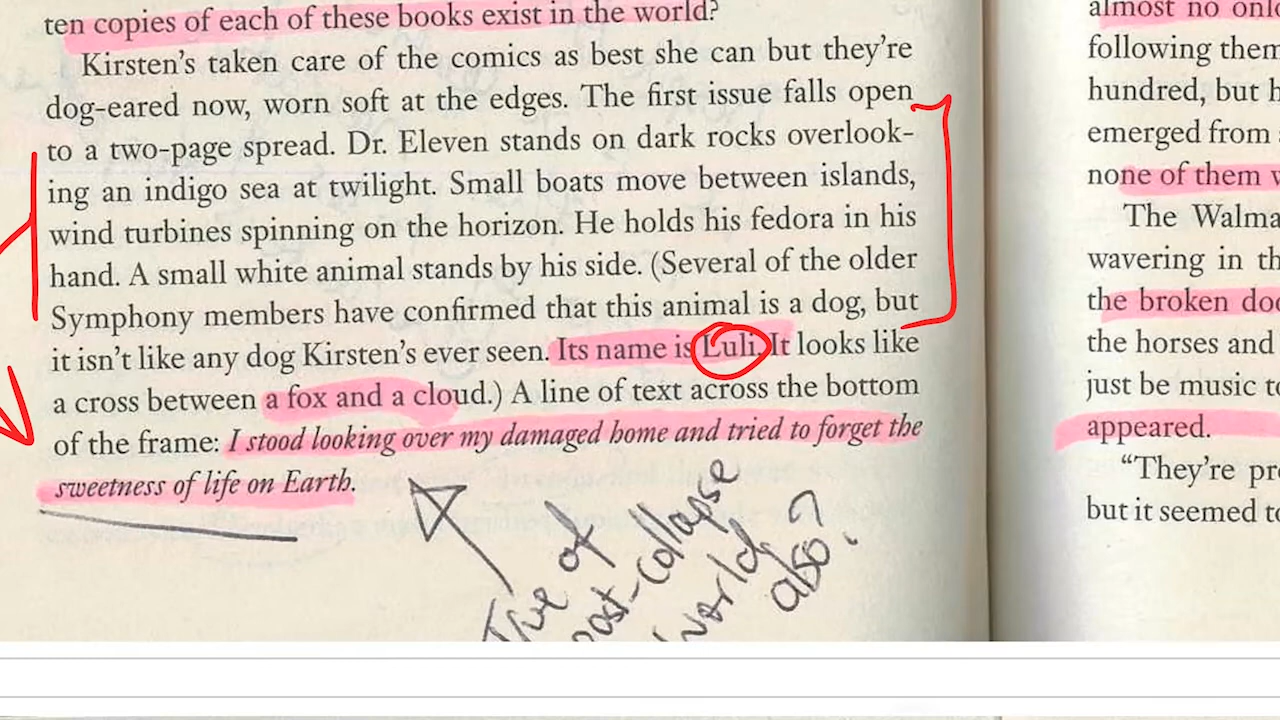 ten copies of each of these books exist in the world?
Kirsten's taken care of the comics as best she can but they're
dog-eared now, worn soft at the edges. The first issue falls open
to a two-page spread. Dr. Eleven stands on dark rocks overlook-
ing an indigo sea at twilight. Small boats move between islands,
wind turbines spinning on the horizon. He holds his fedora in his
hand. A small white animal stands by his side. (Several of the older
Symphony members have confirmed that this animal is a dog, but
it isn't like any dog Kirsten's ever seen. Its name is Luli. It looks like
a cross between a fox and a cloud.) A line of text across the bottom
of the frame: I stood looking over my damaged home and tried to forget the
sweetness of life on Earth.
True of
post-collapse
world
also?
almost no
following them
hundred, but
emerged from
none of them
The
wavering in
the broken
the horses and
just be music
appeared.
"They're
but it seemed